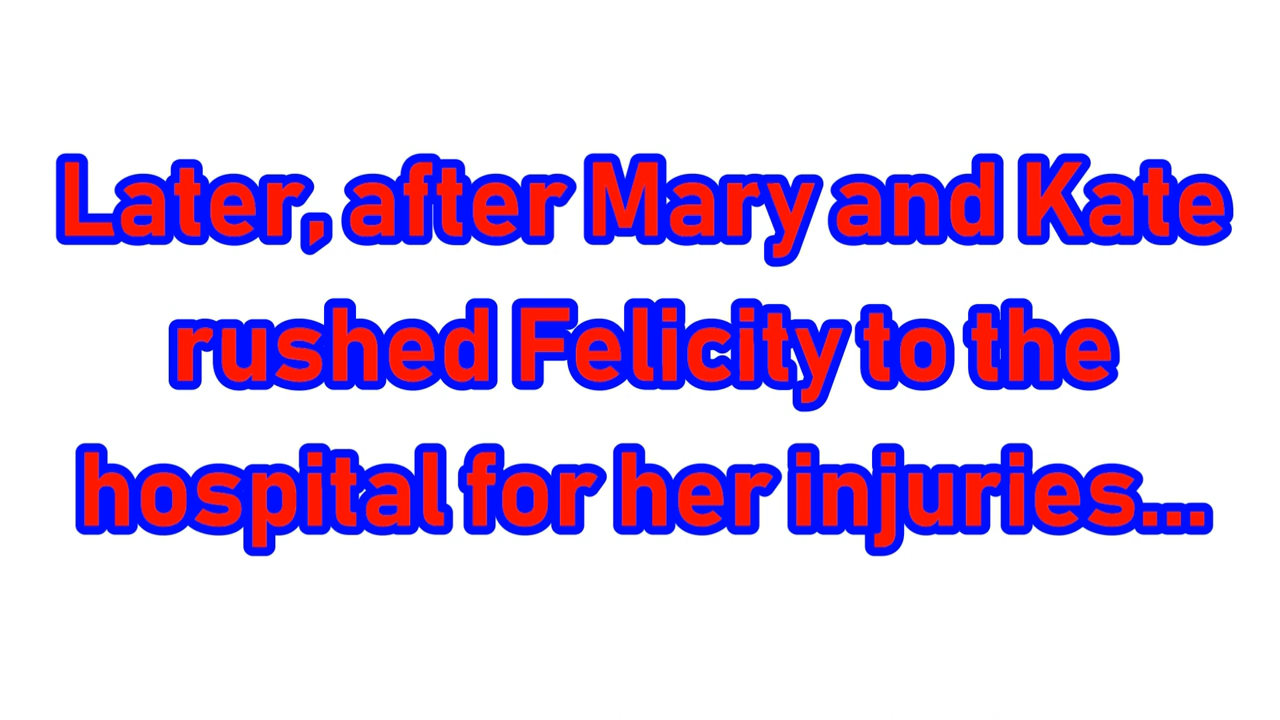 Later, after Mary and Kate
rushed Felicity to the
hospital for her injuries...